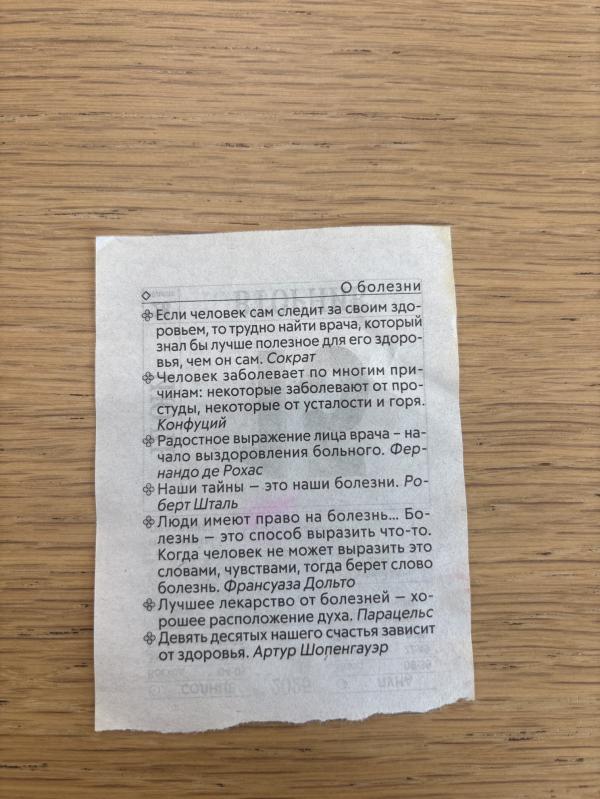 О болезни
Если человек сам следит за своим здо-
ровьем, то трудно найти врача, который
знал бы лучше полезное для его здоро-
вья, чем он сам. Сократ
Человек заболевает по многим при-
чинам: некоторые заболевают от про-
студы, некоторые от усталости и горя.
Конфуций
Радостное выражение лица врача – на-
чало выздоровления больного. Фер-
нандо де Рохас
Наши тайны – это наши болезни. Ро-
берт Шталь
Люди имеют право на болезнь... Бо-
лезнь – это способ выразить что-то.
Когда человек не может выразить это
словами, чувствами, тогда берет слово
болезнь. Франсуаза Дольто
Лучшее лекарство от болезней – хо-
рошее расположение духа. Парацельс
Девять десятых нашего счастья зависит
от здоровья. Артур Шопенгауэр